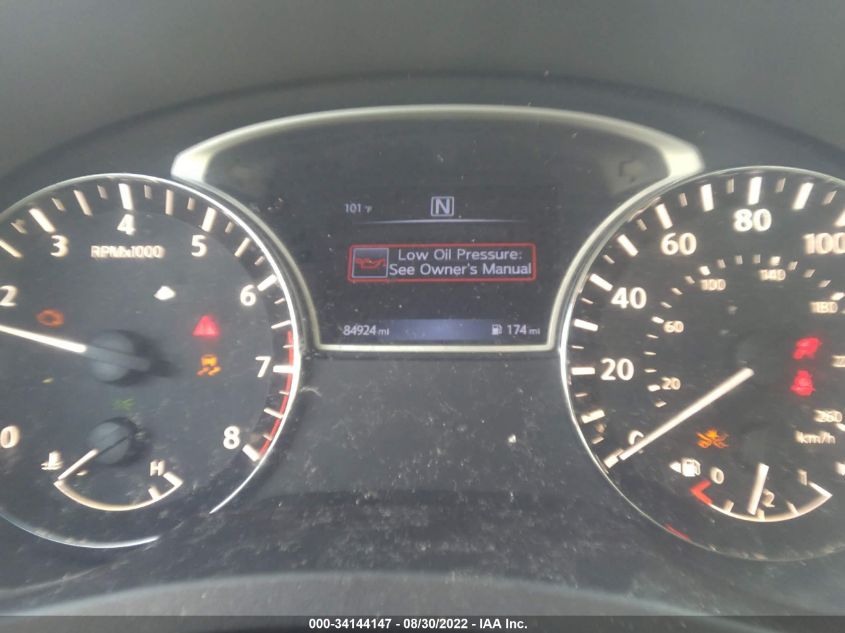 101 °F
N
Low Oil Pressure:
See Owner's Manual
84924 mi
174 mi
RPMx1000
0
2
3
4
5
6
7
8
H
0
20
40
60
80
100
20
60
100
140
180
260
km/h
0
1
2
000-34144147 - 08/30/2022 - IAA Inc.